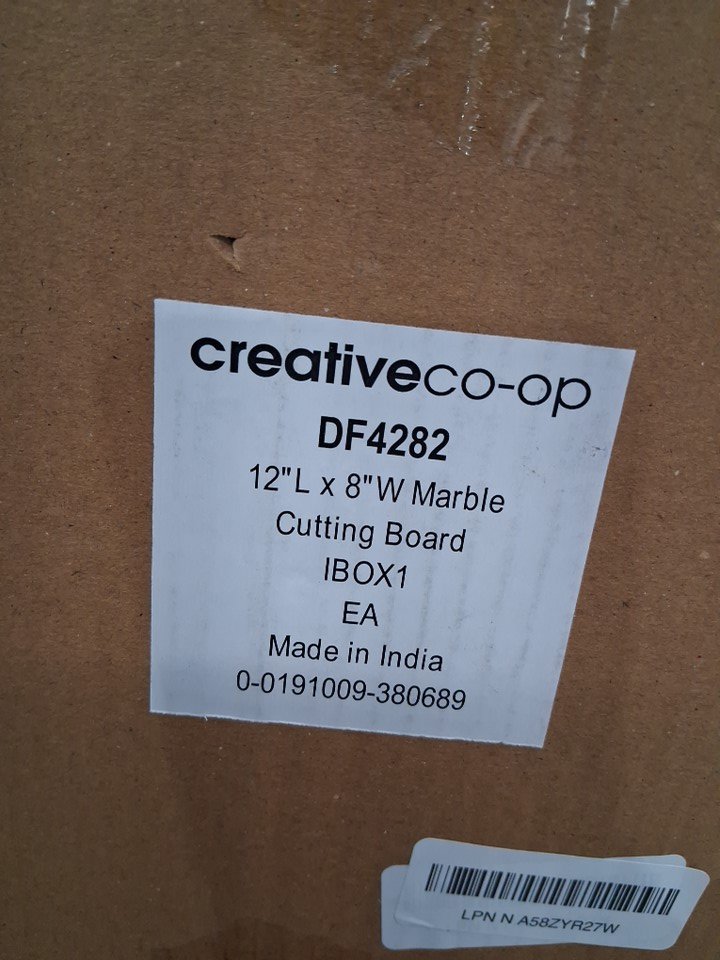 creativeco-op
DF4282
12"L x 8"W Marble
Cutting Board
IBOX1
EA
Made in India
0-0191009-380689
LPN N A58ZYR27W